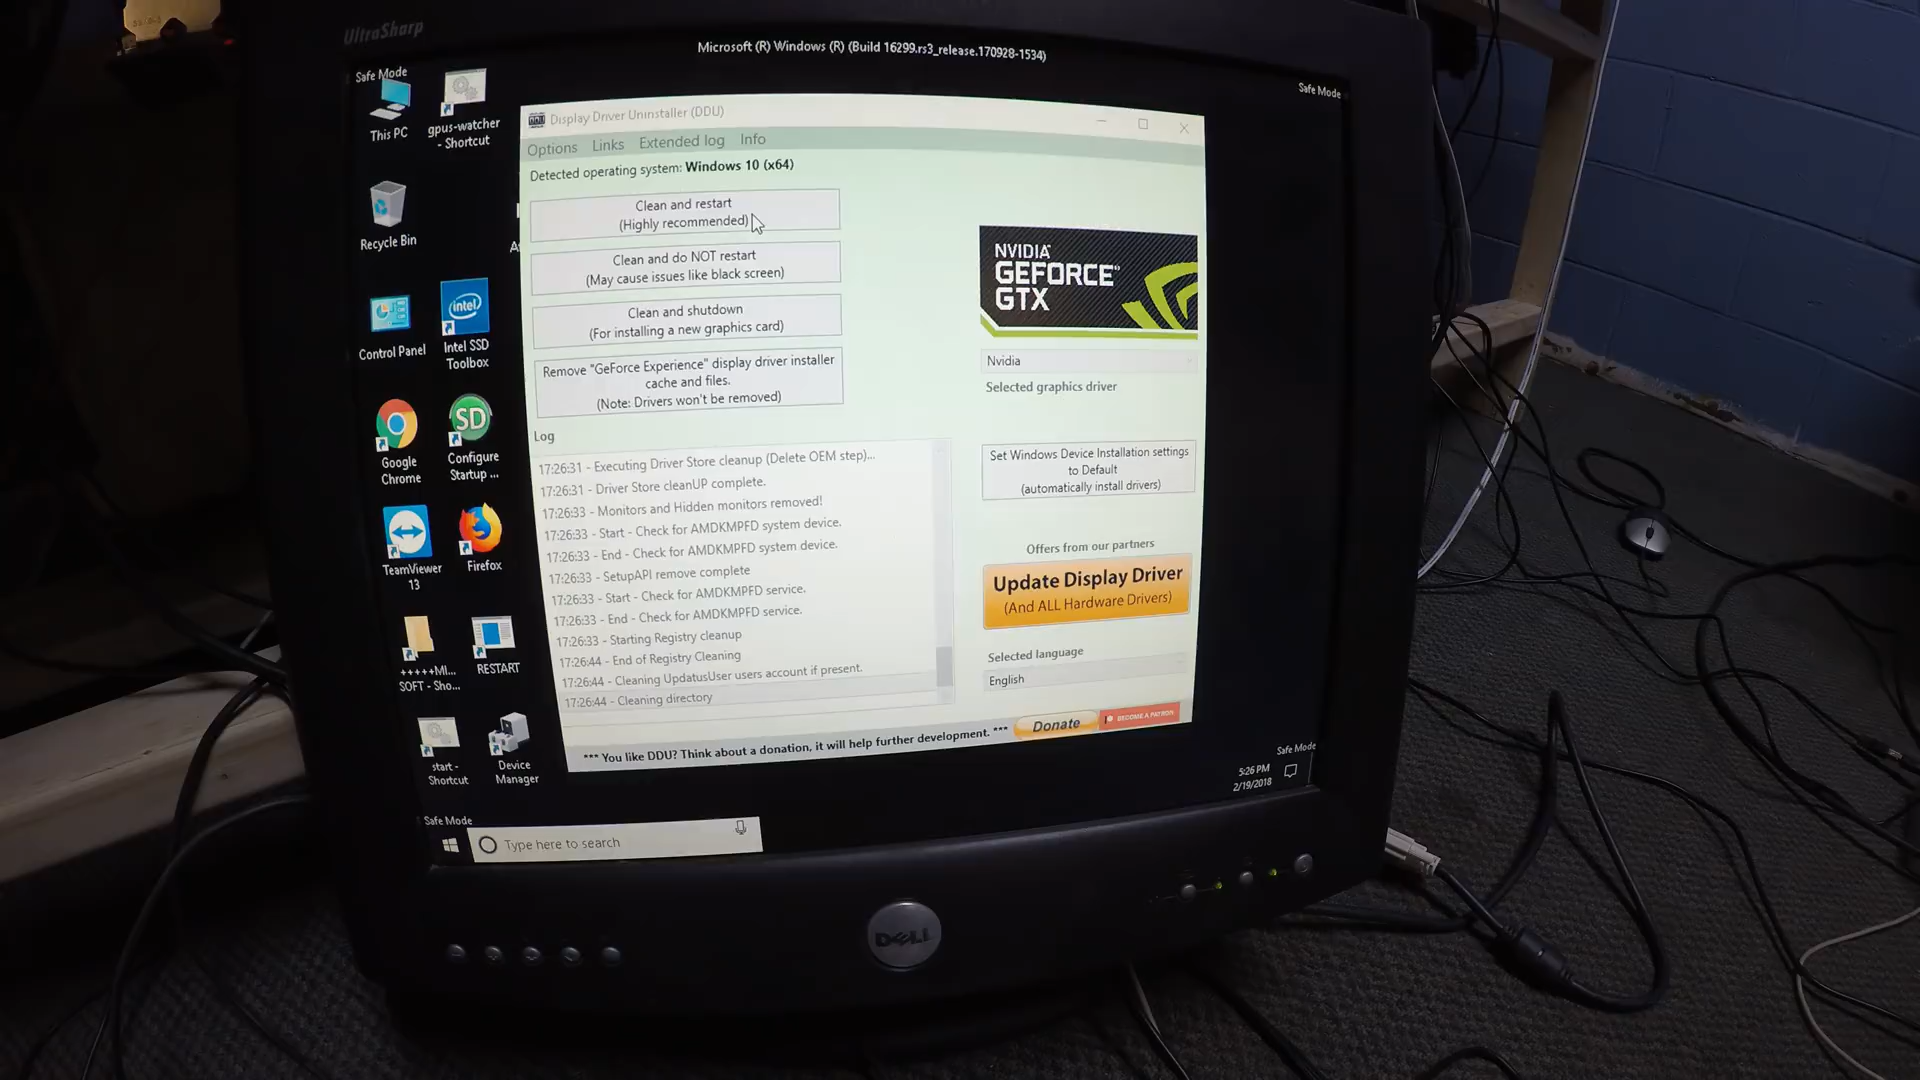 UltraSharp
Microsoft (R) Windows (R) (Build 16299.rs3_release.170928-1534)
Safe Mode
Safe Mode
This PC
gpus-watcher
- Shortcut
Recycle Bin
Control Panel
intel
Intel SSD
Toolbox
Google
Chrome
SD
Configure
Startup ...
TeamViewer
13
Firefox
+++++MI...
SOFT - Sho...
RESTART
start -
Shortcut
Device
Manager
Display Driver Uninstaller (DDU)
Options Links Extended log Info
Detected operating system: Windows 10 (x64)
Clean and restart
(Highly recommended)
Clean and do NOT restart
(May cause issues like black screen)
Clean and shutdown
(For installing a new graphics card)
Remove "GeForce Experience" display driver installer
cache and files.
(Note: Drivers won't be removed)
NVIDIA
GEFORCE
GTX
Nvidia
Selected graphics driver
Log
17:26:31 - Executing Driver Store cleanup (Delete OEM step)...
17:26:31 - Driver Store cleanUP complete.
17:26:33 - Monitors and Hidden monitors removed!
17:26:33 - Start - Check for AMDKMPFD system device.
17:26:33 - End - Check for AMDKMPFD system device.
17:26:33 - SetupAPI remove complete
17:26:33 - Start - Check for AMDKMPFD service.
17:26:33 - End - Check for AMDKMPFD service.
17:26:33 - Starting Registry cleanup
17:26:44 - End of Registry Cleaning
17:26:44 - Cleaning UpdatusUser users account if present.
17:26:44 - Cleaning directory
Set Windows Device Installation settings
to Default
(automatically install drivers)
Offers from our partners
Update Display Driver
(And ALL Hardware Drivers)
Selected language
English
*** You like DDU? Think about a donation, it will help further development. ***
Donate
BECOME A PATRON
Safe Mode
5:26 PM
2/19/2018
Safe Mode
Type here to search
DELL